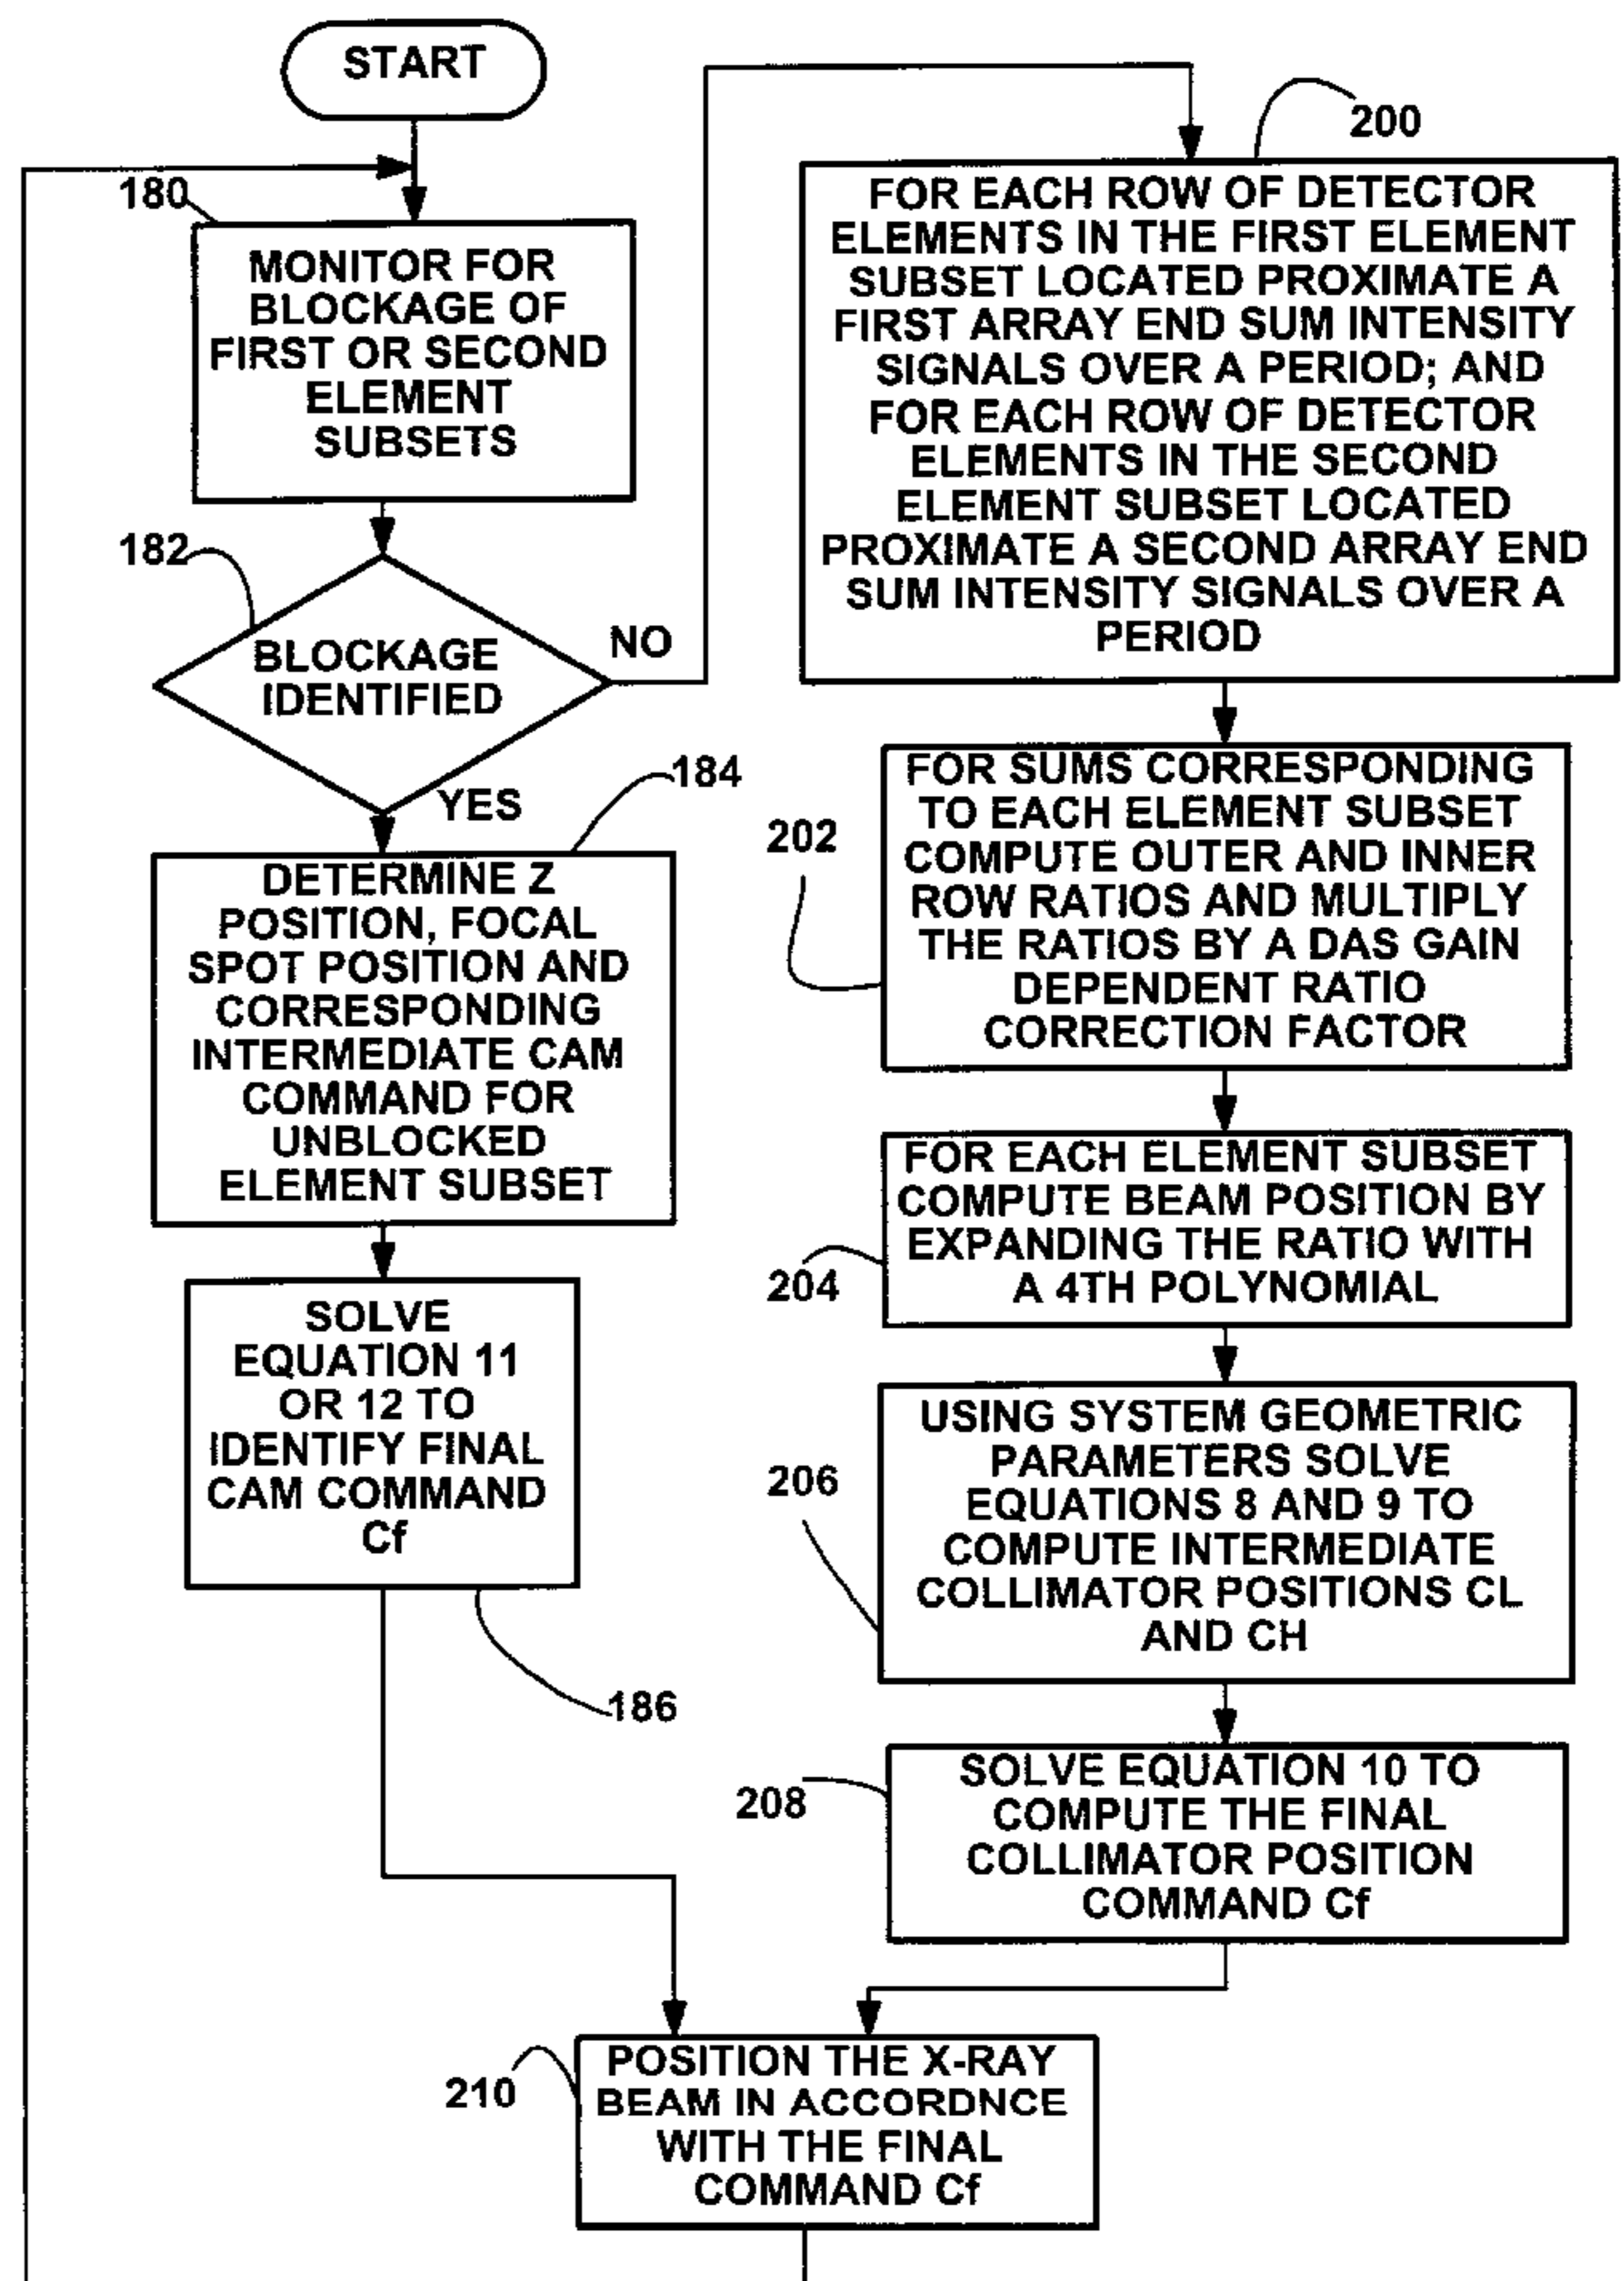 START
180
MONITOR FOR
BLOCKAGE OF
FIRST OR SECOND
ELEMENT
SUBSETS
182
BLOCKAGE
IDENTIFIED
NO
YES
184
DETERMINE Z
POSITION, FOCAL
SPOT POSITION AND
CORRESPONDING
INTERMEDIATE CAM
COMMAND FOR
UNBLOCKED
ELEMENT SUBSET
SOLVE
EQUATION 11
OR 12 TO
IDENTIFY FINAL
CAM COMMAND
Cf
186
200
FOR EACH ROW OF DETECTOR
ELEMENTS IN THE FIRST ELEMENT
SUBSET LOCATED PROXIMATE A
FIRST ARRAY END SUM INTENSITY
SIGNALS OVER A PERIOD; AND
FOR EACH ROW OF DETECTOR
ELEMENTS IN THE SECOND
ELEMENT SUBSET LOCATED
PROXIMATE A SECOND ARRAY END
SUM INTENSITY SIGNALS OVER A
PERIOD
202
FOR SUMS CORRESPONDING
TO EACH ELEMENT SUBSET
COMPUTE OUTER AND INNER
ROW RATIOS AND MULTIPLY
THE RATIOS BY A DAS GAIN
DEPENDENT RATIO
CORRECTION FACTOR
204
FOR EACH ELEMENT SUBSET
COMPUTE BEAM POSITION BY
EXPANDING THE RATIO WITH
A 4TH POLYNOMIAL
206
USING SYSTEM GEOMETRIC
PARAMETERS SOLVE
EQUATIONS 8 AND 9 TO
COMPUTE INTERMEDIATE
COLLIMATOR POSITIONS CL
AND CH
208
SOLVE EQUATION 10 TO
COMPUTE THE FINAL
COLLIMATOR POSITION
COMMAND Cf
210
POSITION THE X-RAY
BEAM IN ACCORDNCE
WITH THE FINAL
COMMAND Cf